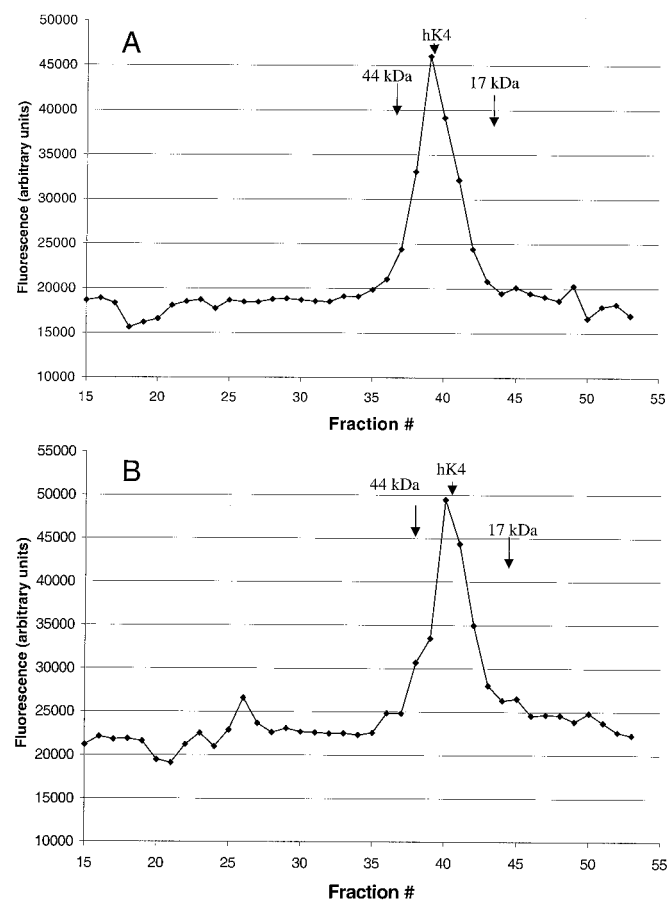 A
hK4
44 kDa
17 kDa
Fluorescence (arbitrary units)
50000
45000
40000
35000
30000
25000
20000
15000
10000
15 20 25 30 35 40 45 50 55
Fraction #
B
hK4
44 kDa
17 kDa
Fluorescence (arbitrary units)
55000
50000
45000
40000
35000
30000
25000
20000
15000
10000
15 20 25 30 35 40 45 50 55
Fraction #